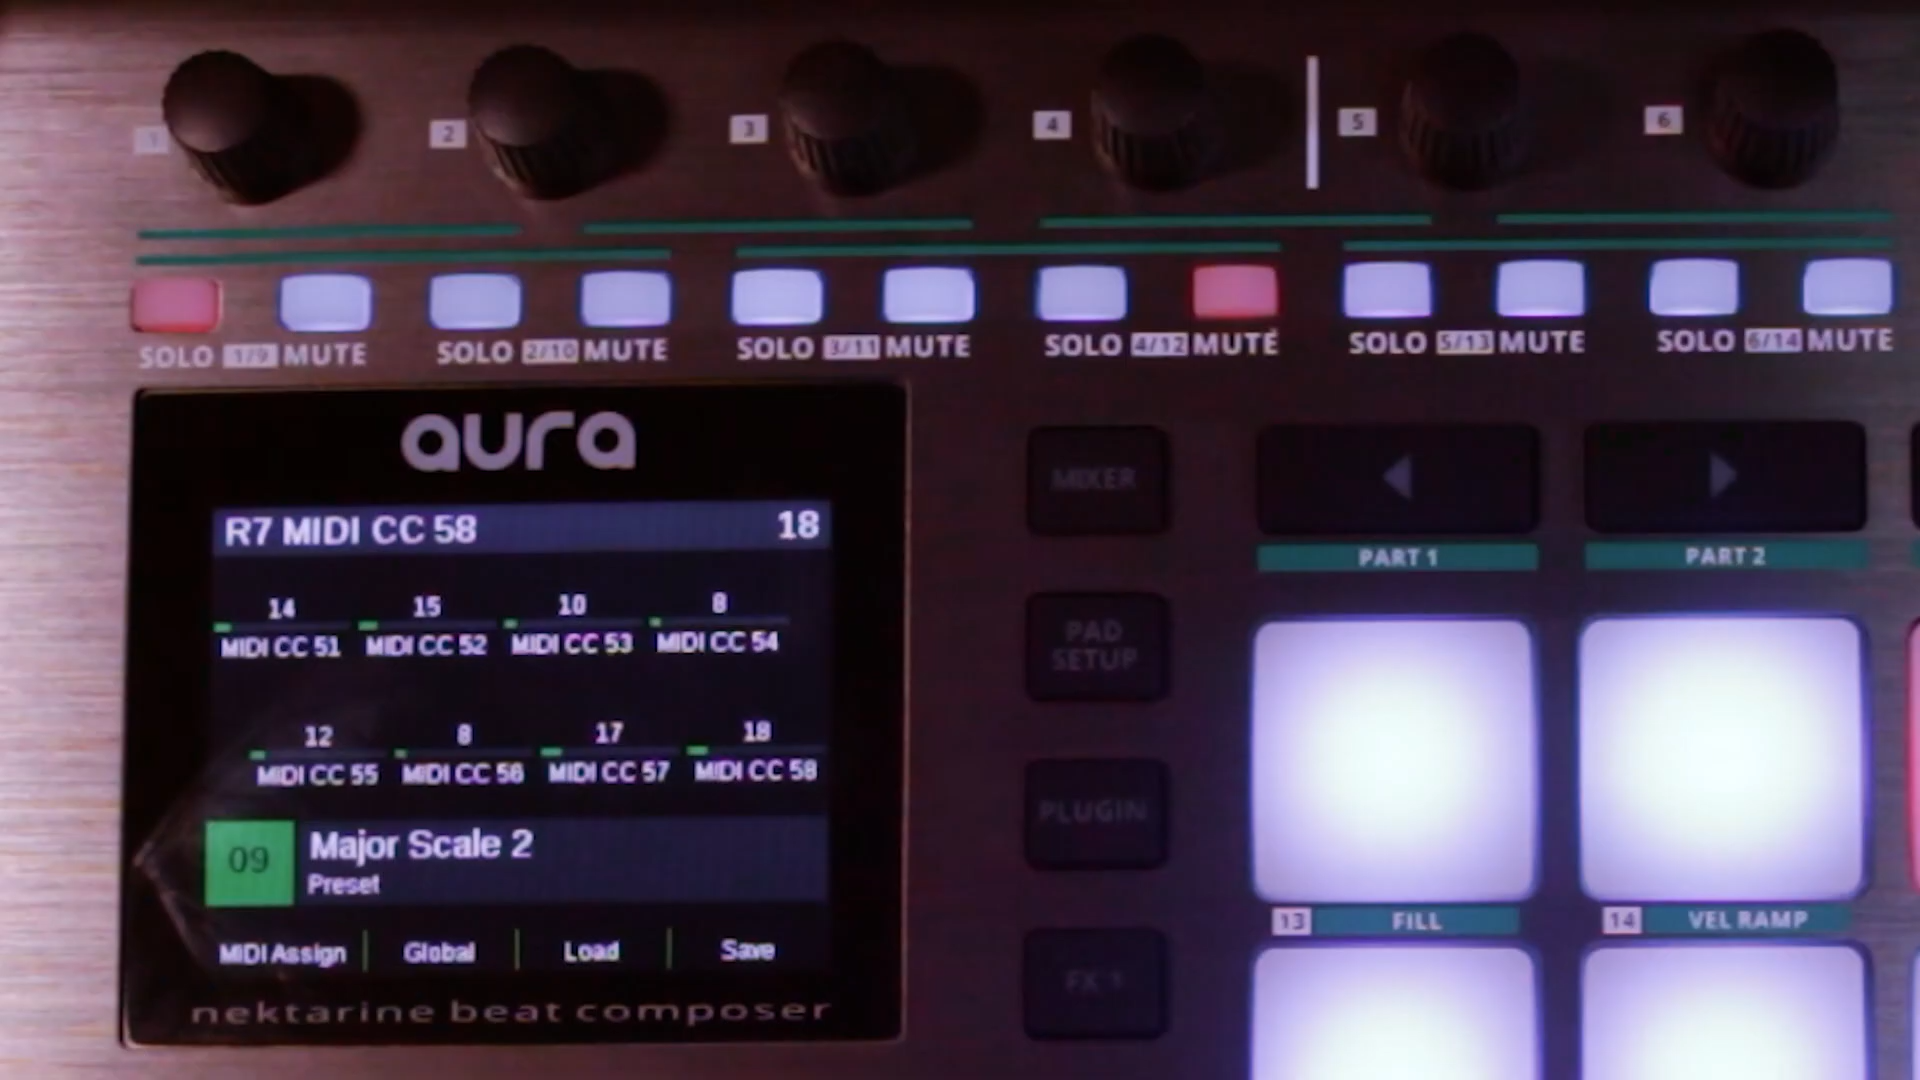 1 2 3 4 5 6
SOLO 1/9 MUTE SOLO 2/10 MUTE SOLO 3/11 MUTE SOLO 4/12 MUTE SOLO 5/13 MUTE SOLO 6/14 MUTE
aura
R7 MIDI CC 58 18
14 15 10 8
MIDI CC 51 MIDI CC 52 MIDI CC 53 MIDI CC 54
12 8 17 18
MIDI CC 55 MIDI CC 56 MIDI CC 57 MIDI CC 58
09 Major Scale 2
Preset
MIDI Assign Global Load Save
nektarine beat composer
MIXER
PAD
SETUP
PLUGIN
FX 1
PART 1 PART 2
13 FILL 14 VEL RAMP